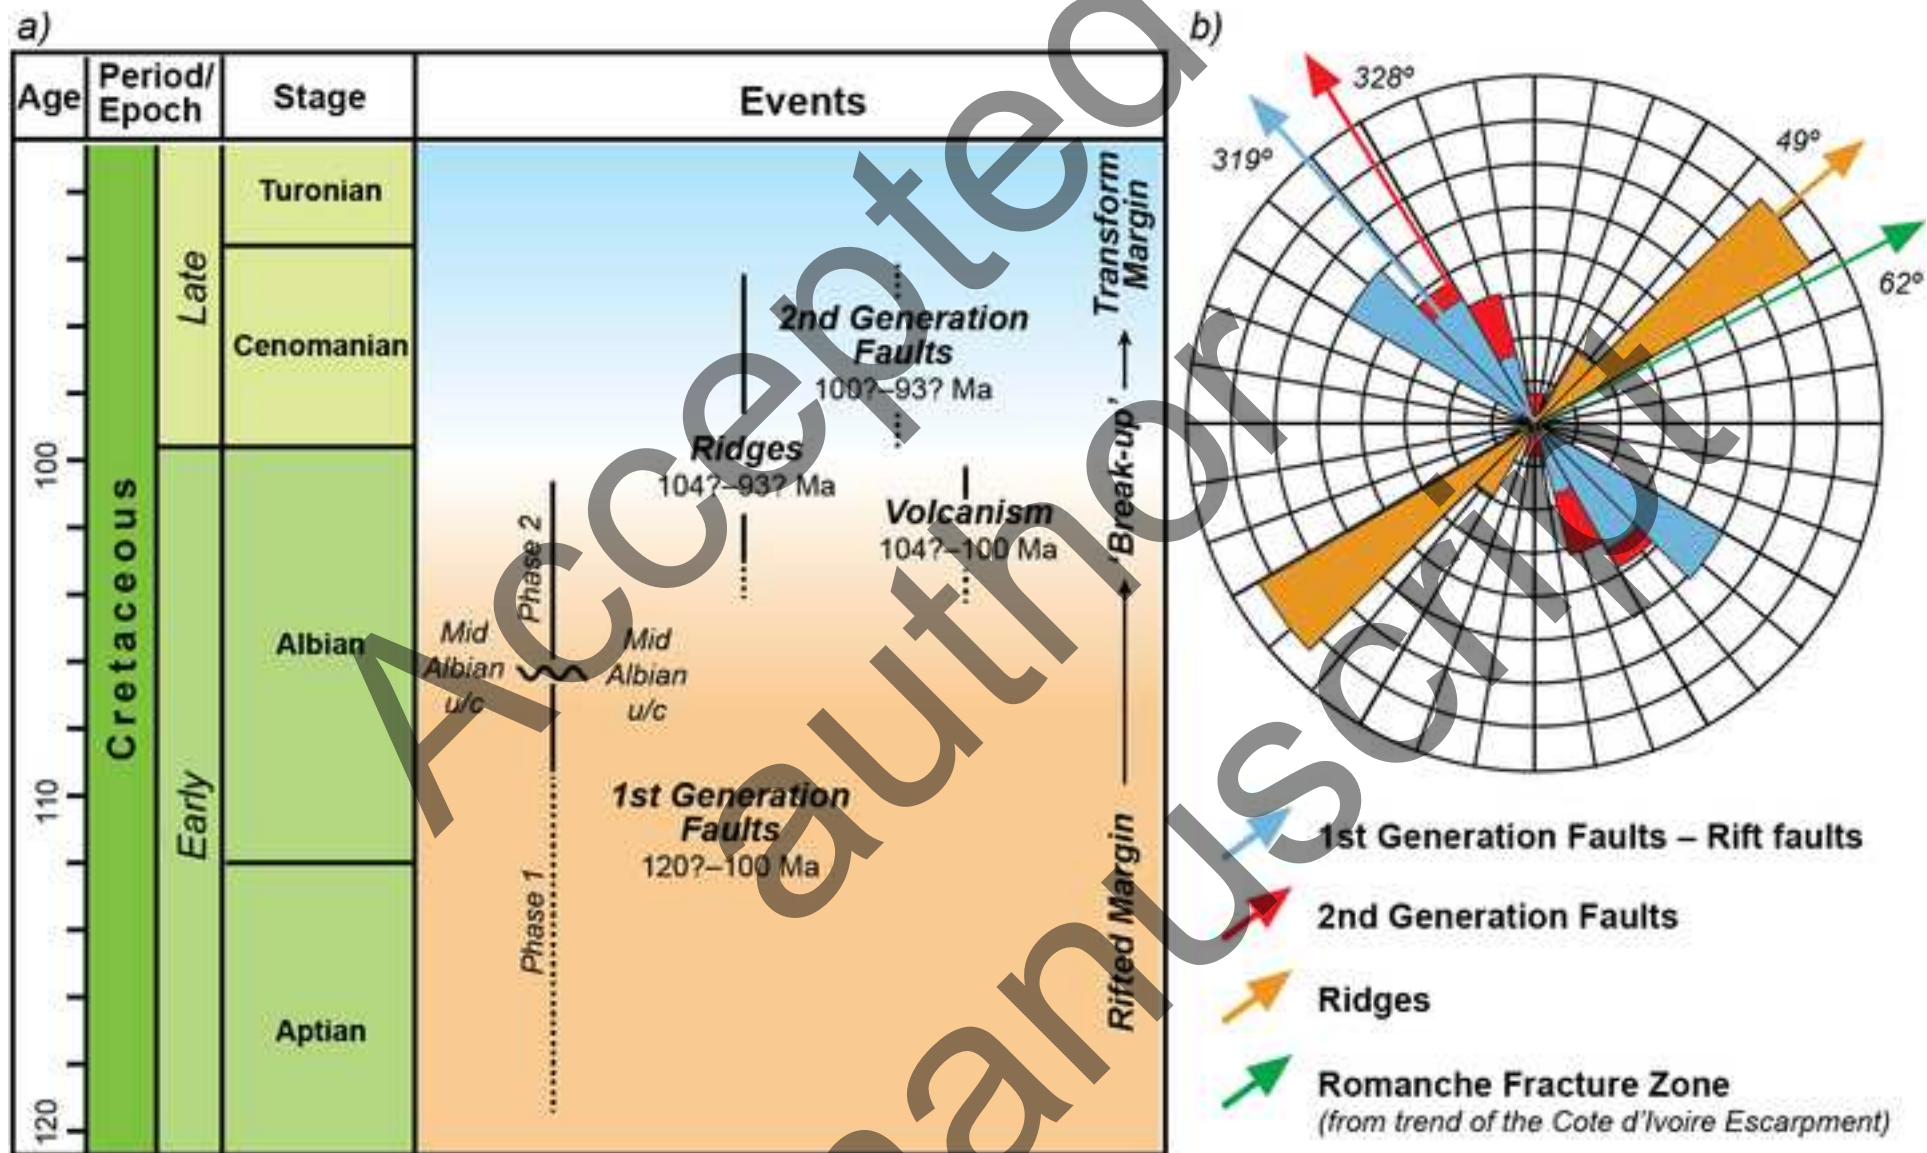 a)
Age
Period/
Epoch
Stage
Events
100
110
120
Cretaceous
Late
Early
Turonian
Cenomanian
Albian
Aptian
Phase 2
Phase 1
Mid
Albian
u/c
Mid
Albian
u/c
Ridges
104?–93? Ma
2nd Generation
Faults
100?–93? Ma
Volcanism
104?–100 Ma
1st Generation
Faults
120?–100 Ma
Transform
Margin
'Break-up'
Rifted Margin
b)
328º
319º
49º
62º
1st Generation Faults – Rift faults
2nd Generation Faults
Ridges
Romanche Fracture Zone
(from trend of the Cote d'Ivoire Escarpment)
Accepted
author
manuscript